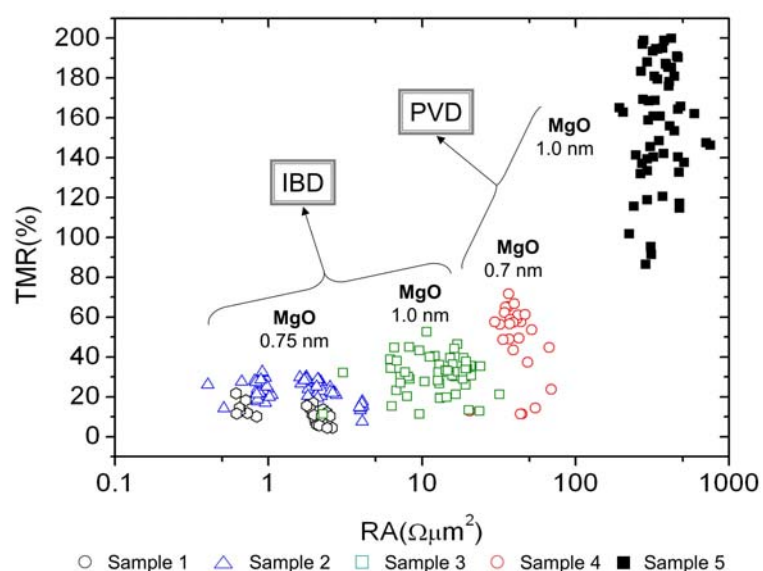 200
180
160
140
120
100
80
60
40
20
0
TMR(%)
PVD
IBD
MgO
1.0 nm
MgO
0.7 nm
MgO
1.0 nm
MgO
0.75 nm
0.1 1 10 100 1000
RA(Ωμm²)
Sample 1 Sample 2 Sample 3 Sample 4 Sample 5